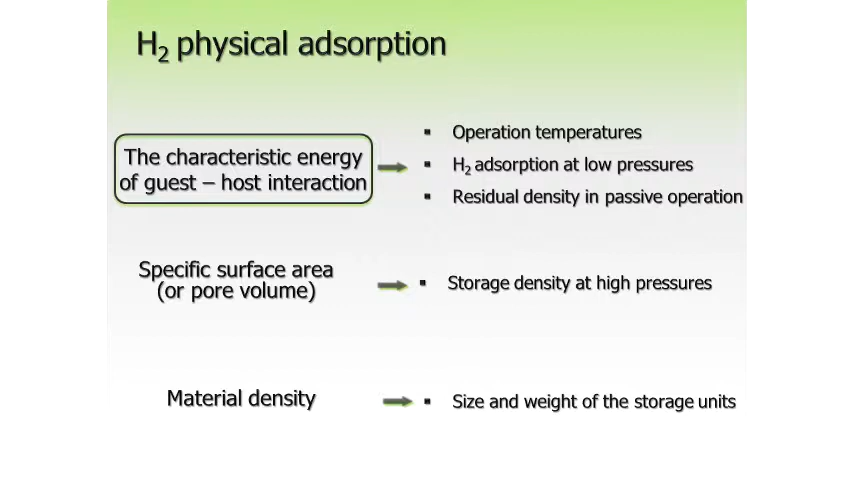 H₂ physical adsorption
The characteristic energy
of guest – host interaction
▪ Operation temperatures
▪ H₂ adsorption at low pressures
▪ Residual density in passive operation
Specific surface area
(or pore volume)
▪ Storage density at high pressures
Material density
▪ Size and weight of the storage units